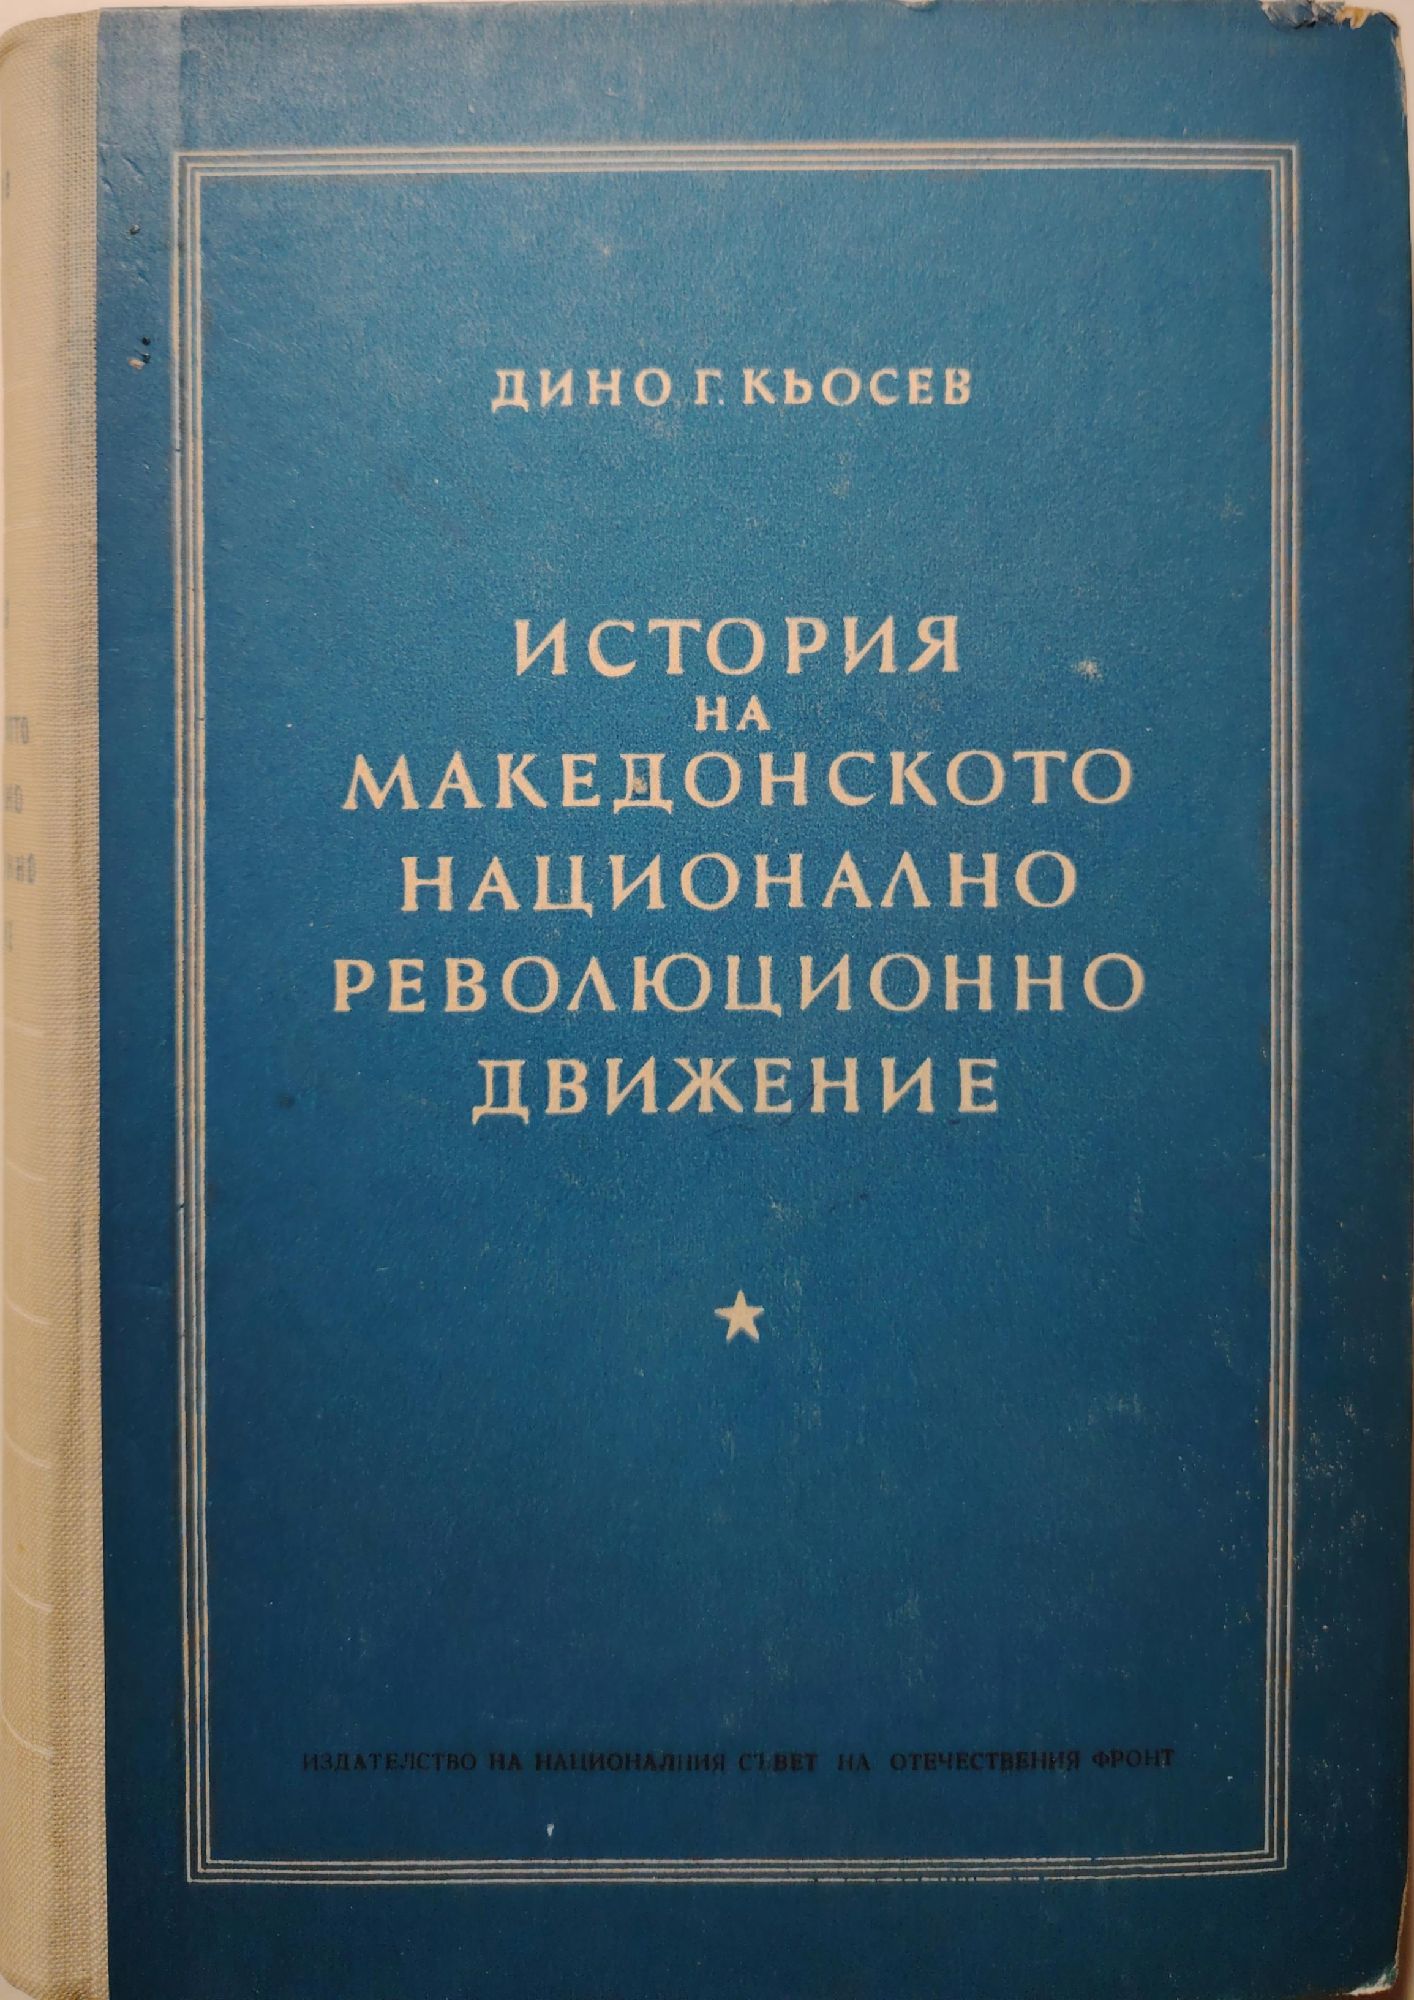 ДИНО Г. КЬОСЕВ
ИСТОРИЯ
НА
МАКЕДОНСКОТО
НАЦИОНАЛНО
РЕВОЛЮЦИОННО
ДВИЖЕНИЕ
ИЗДАТЕЛСТВО НА НАЦИОНАЛНИЯ СЪВЕТ НА ОТЕЧЕСТВЕНИЯ ФРОНТ